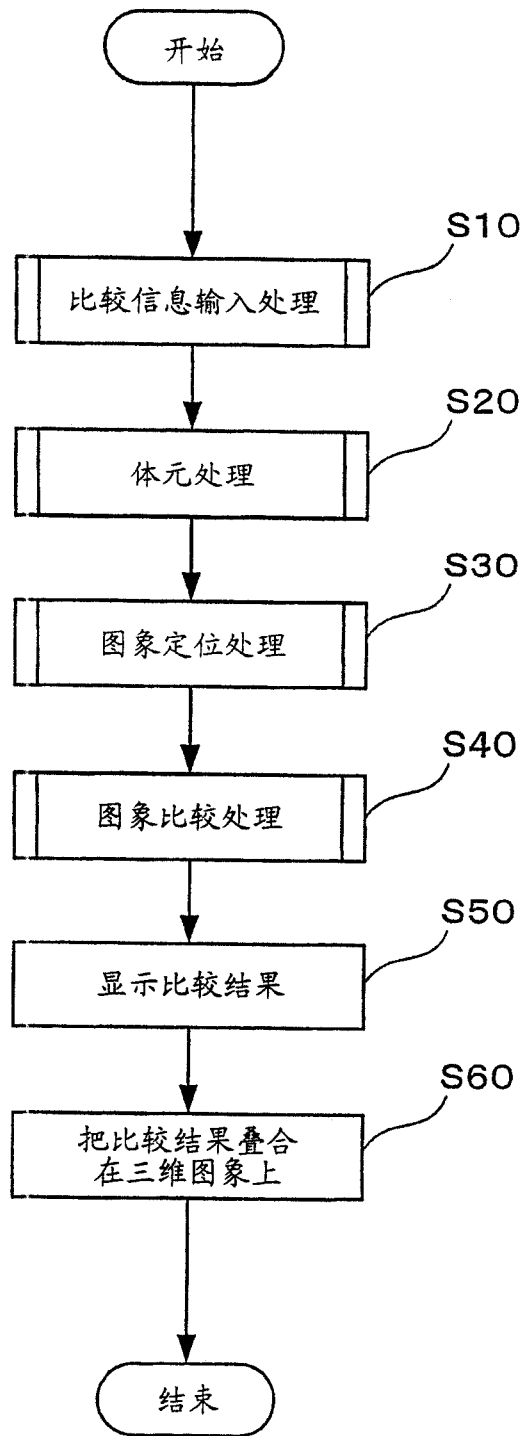 开始
S10
比较信息输入处理
S20
体元处理
S30
图象定位处理
S40
图象比较处理
S50
显示比较结果
S60
把比较结果叠合
在三维图象上
结束